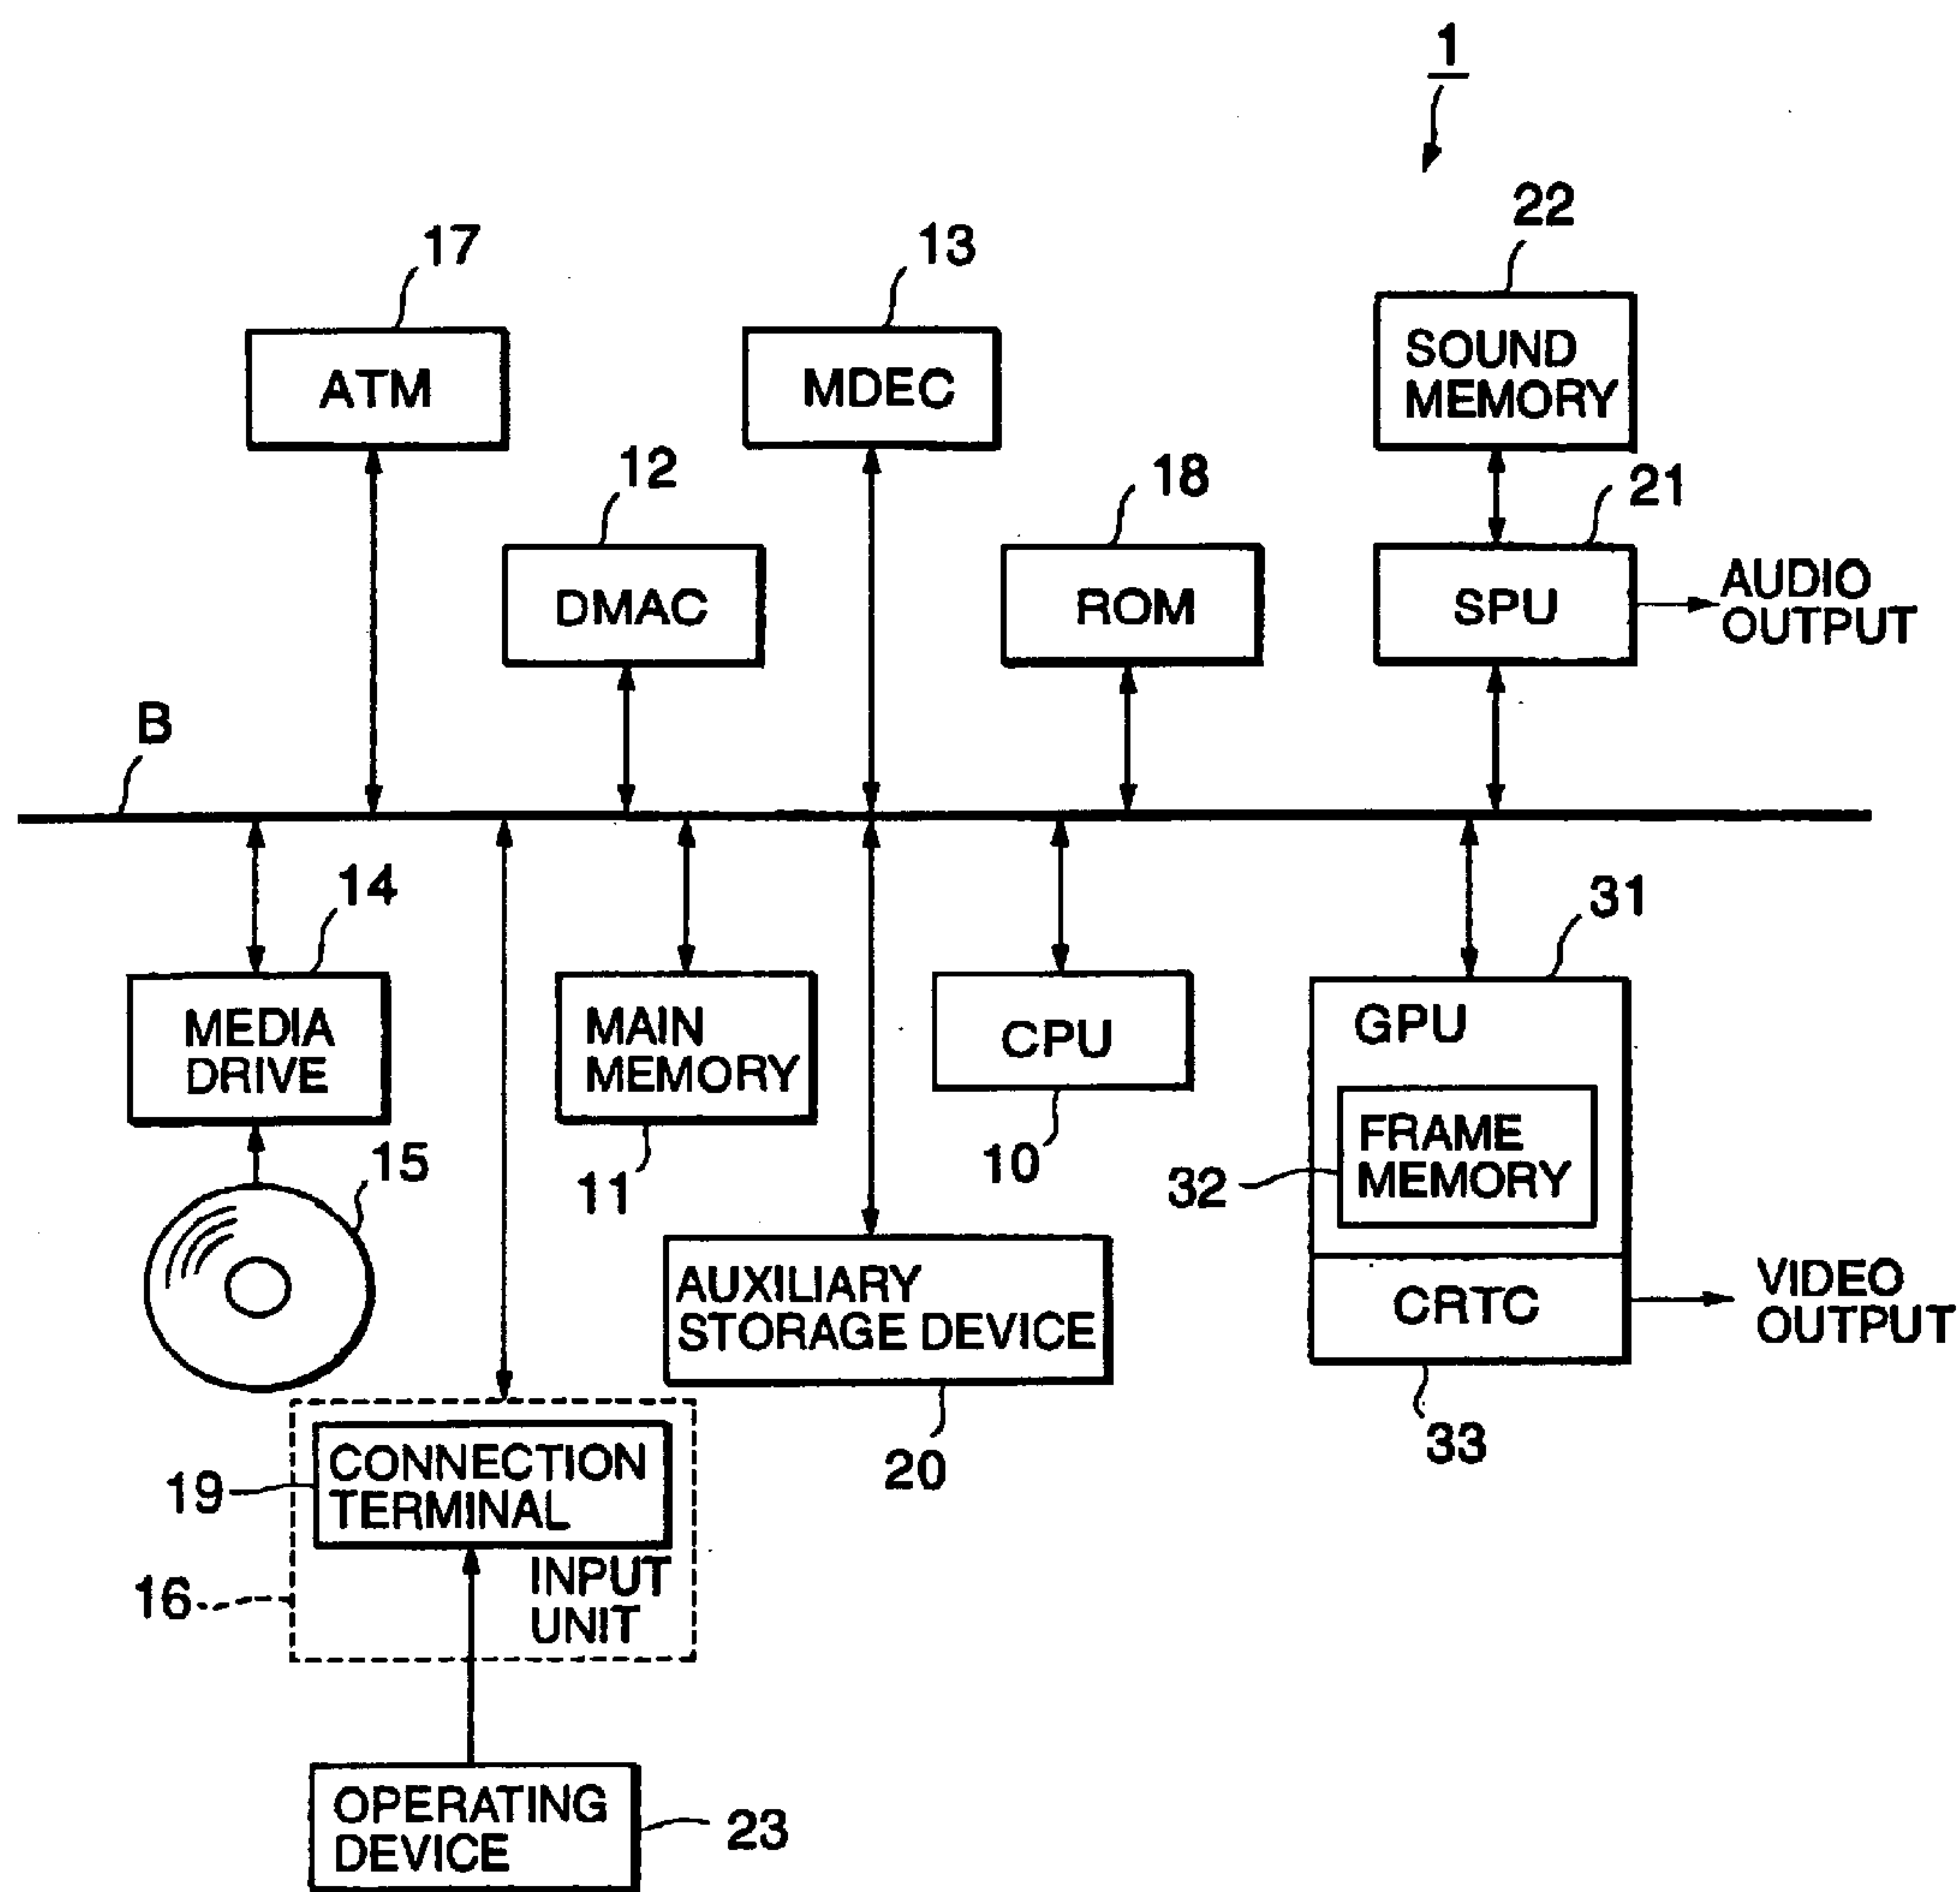 1
17
13
22
ATM
MDEC
SOUND
MEMORY
12
18
21
DMAC
ROM
SPU
AUDIO
OUTPUT
B
14
31
MEDIA
DRIVE
MAIN
MEMORY
CPU
GPU
15
11
10
32
FRAME
MEMORY
AUXILIARY
STORAGE DEVICE
CRTC
VIDEO
OUTPUT
20
33
19
CONNECTION
TERMINAL
16
INPUT
UNIT
OPERATING
DEVICE
23